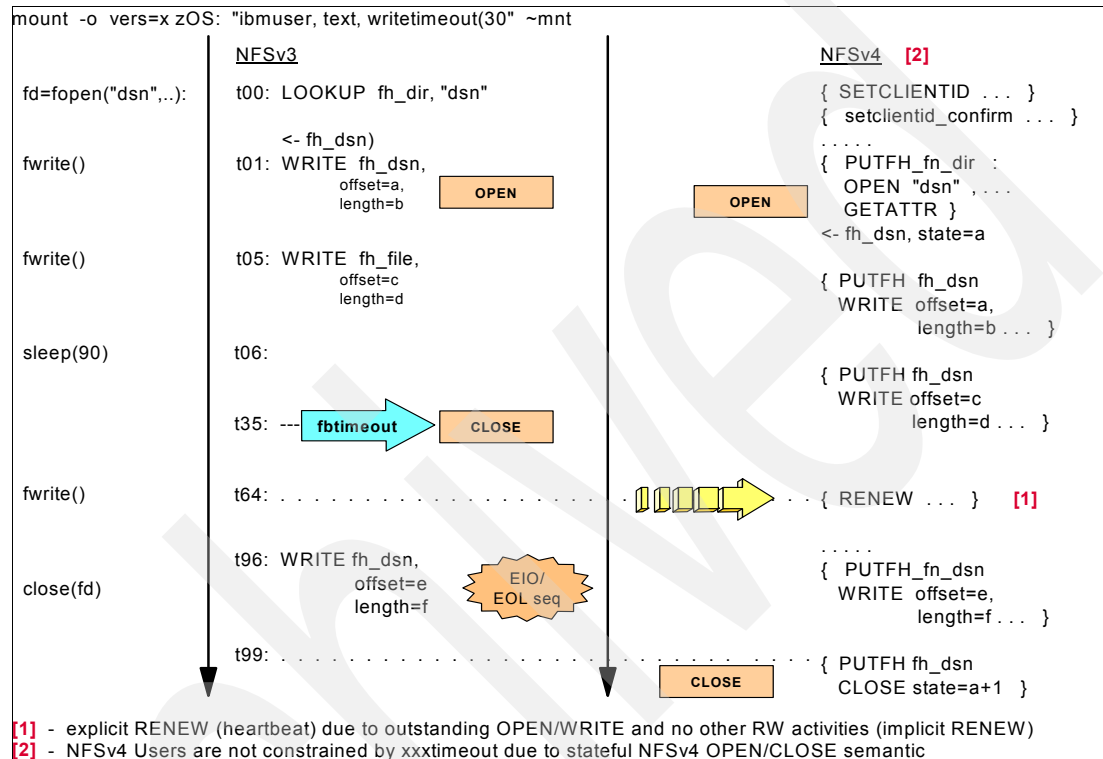 mount -o vers=x zOS: "ibmuser, text, writetimeout(30" ~mnt
NFSv3
NFSv4 [2]
fd=fopen("dsn",..):
t00: LOOKUP fh_dir, "dsn"
{ SETCLIENTID ... }
{ setclientid_confirm ... }
<- fh_dsn)
.....
fwrite()
t01: WRITE fh_dsn,
offset=a,
length=b
OPEN
OPEN
{ PUTFH_fn_dir :
OPEN "dsn" , ...
GETATTR }
<- fh_dsn, state=a
fwrite()
t05: WRITE fh_file,
offset=c
length=d
{ PUTFH fh_dsn
WRITE offset=a,
length=b ... }
sleep(90)
t06:
{ PUTFH fh_dsn
WRITE offset=c
length=d ... }
t35: --- fbtimeout
CLOSE
fwrite()
t64: . . . . . . . . . . . . . . . . . . . . . . . . . { RENEW ... } [1]
t96: WRITE fh_dsn,
offset=e
length=f
EIO/
EOL seq
close(fd)
.....
{ PUTFH_fn_dsn
WRITE offset=e,
length=f ... }
t99: . . . . . . . . . . . . . . . . . . . . . . . . . . . . . .
CLOSE
{ PUTFH fh_dsn
CLOSE state=a+1 }
[1] - explicit RENEW (heartbeat) due to outstanding OPEN/WRITE and no other RW activities (implicit RENEW)
[2] - NFSv4 Users are not constrained by xxxtimeout due to stateful NFSv4 OPEN/CLOSE semantic